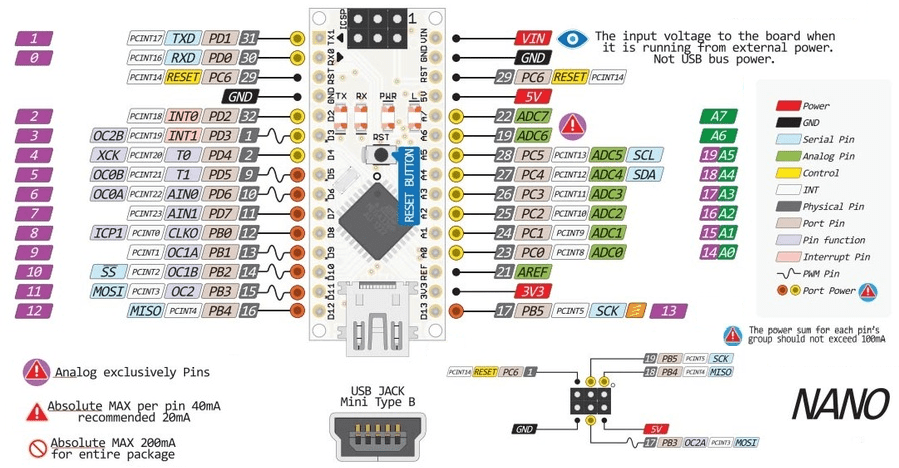 ICSP 1
1 PCINT17 TXD PD1 31 TX1 VIN VIN The input voltage to the board when
it is running from external power.
Not USB bus power.
0 PCINT16 RXD PD0 30 RX0 GND GND
PCINT14 RESET PC6 29 RST RST 29 PC6 RESET PCINT14
GND GND 5V 5V
TX RX PWR L
2 PCINT18 INT0 PD2 32 D2 A7 22 ADC7 A7
3 OC2B PCINT19 INT1 PD3 1 D3 A6 19 ADC6 A6
RST
4 XCK PCINT20 T0 PD4 2 D4 A5 28 PC5 PCINT13 ADC5 SCL 19 A5
5 OC0B PCINT21 T1 PD5 9 D5 A4 27 PC4 PCINT12 ADC4 SDA 18 A4
6 OC0A PCINT22 AIN0 PD6 10 D6 A3 26 PC3 PCINT11 ADC3 17 A3
7 PCINT23 AIN1 PD7 11 D7 A2 25 PC2 PCINT10 ADC2 16 A2
8 ICP1 PCINT0 CLKO PB0 12 D8 A1 24 PC1 PCINT9 ADC1 15 A1
9 PCINT1 OC1A PB1 13 D9 A0 23 PC0 PCINT8 ADC0 14 A0
10 SS PCINT2 OC1B PB2 14 D10 REF 21 AREF
11 MOSI PCINT3 OC2 PB3 15 D11 3V3 3V3
12 MISO PCINT4 PB4 16 D12 D13 17 PB5 PCINT5 SCK 13
RESET BUTTON
Power
GND
Serial Pin
Analog Pin
Control
INT
Physical Pin
Port Pin
Pin function
Interrupt Pin
PWM Pin
Port Power
The power sum for each pin's
group should not exceed 100mA
Analog exclusively Pins
Absolute MAX per pin 40mA
recommended 20mA
Absolute MAX 200mA
for entire package
USB JACK
Mini Type B
19 PB5 PCINT5 SCK
18 PB4 PCINT4 MISO
PCINT14 RESET PC6 1
GND 5V
17 PB3 OC2A PCINT3 MOSI
NANO